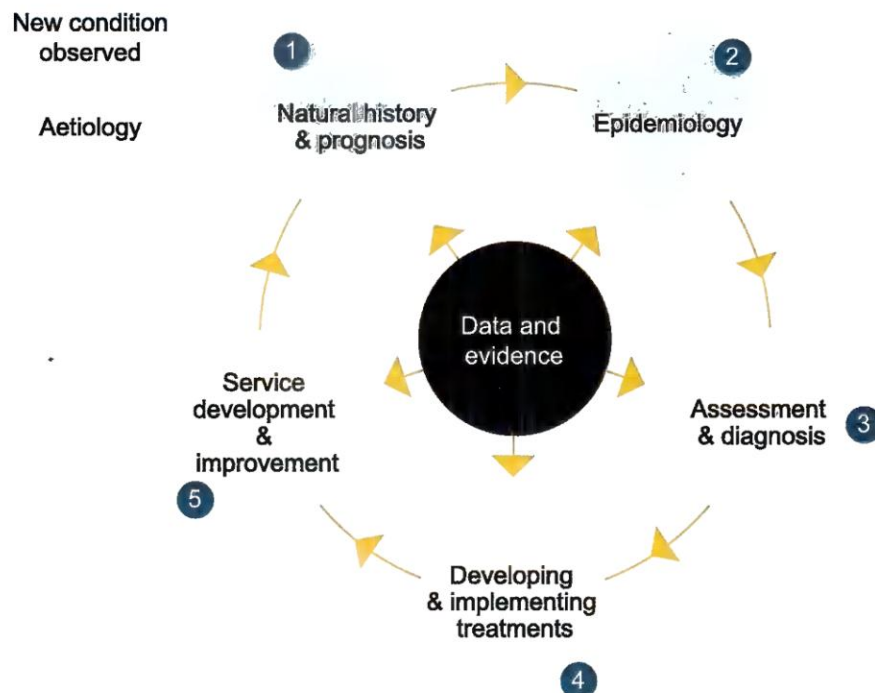 New condition
observed
Aetiology
1
Natural history
& prognosis
2
Epidemiology
Data and
evidence
Assessment
& diagnosis
3
Developing
& implementing
treatments
4
Service
development
&
improvement
5